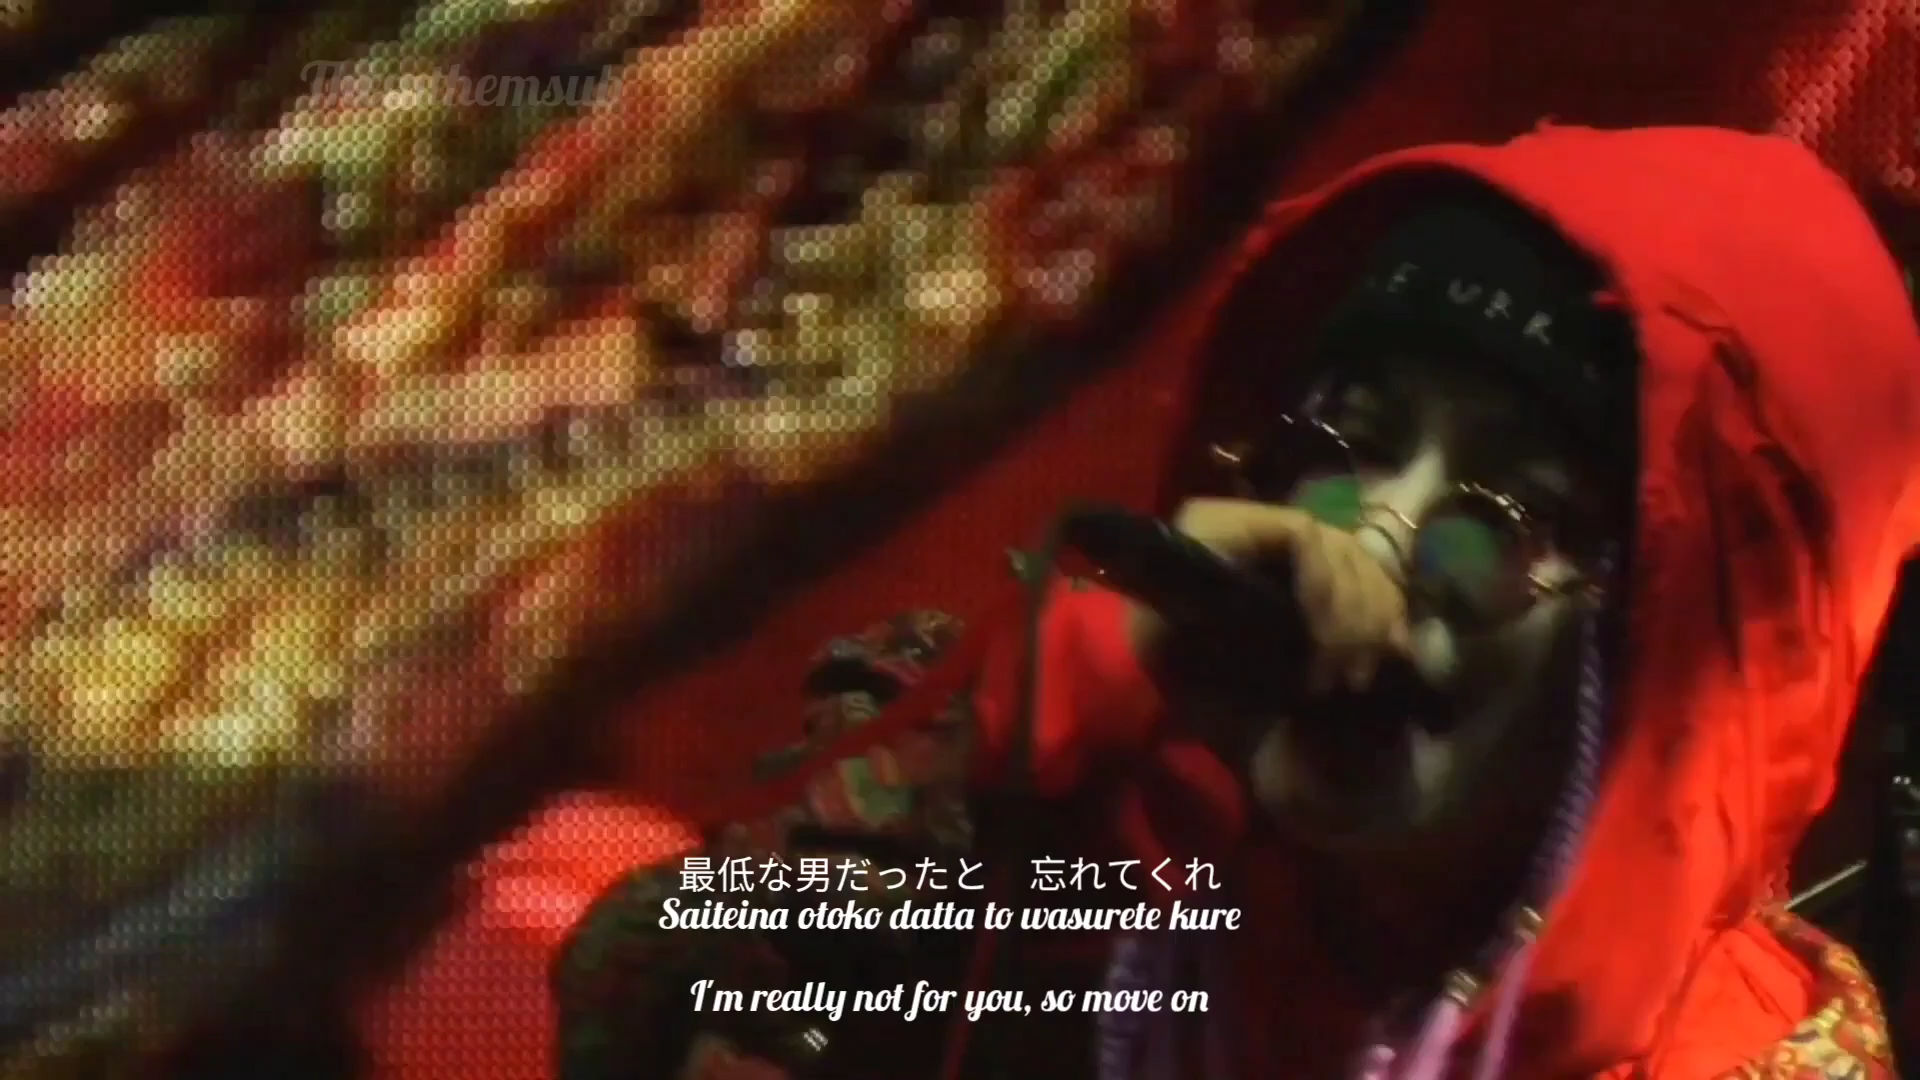 最低な男だったと　忘れてくれ
Saiteina otoko datta to wasurete kure
I'm really not for you, so move on